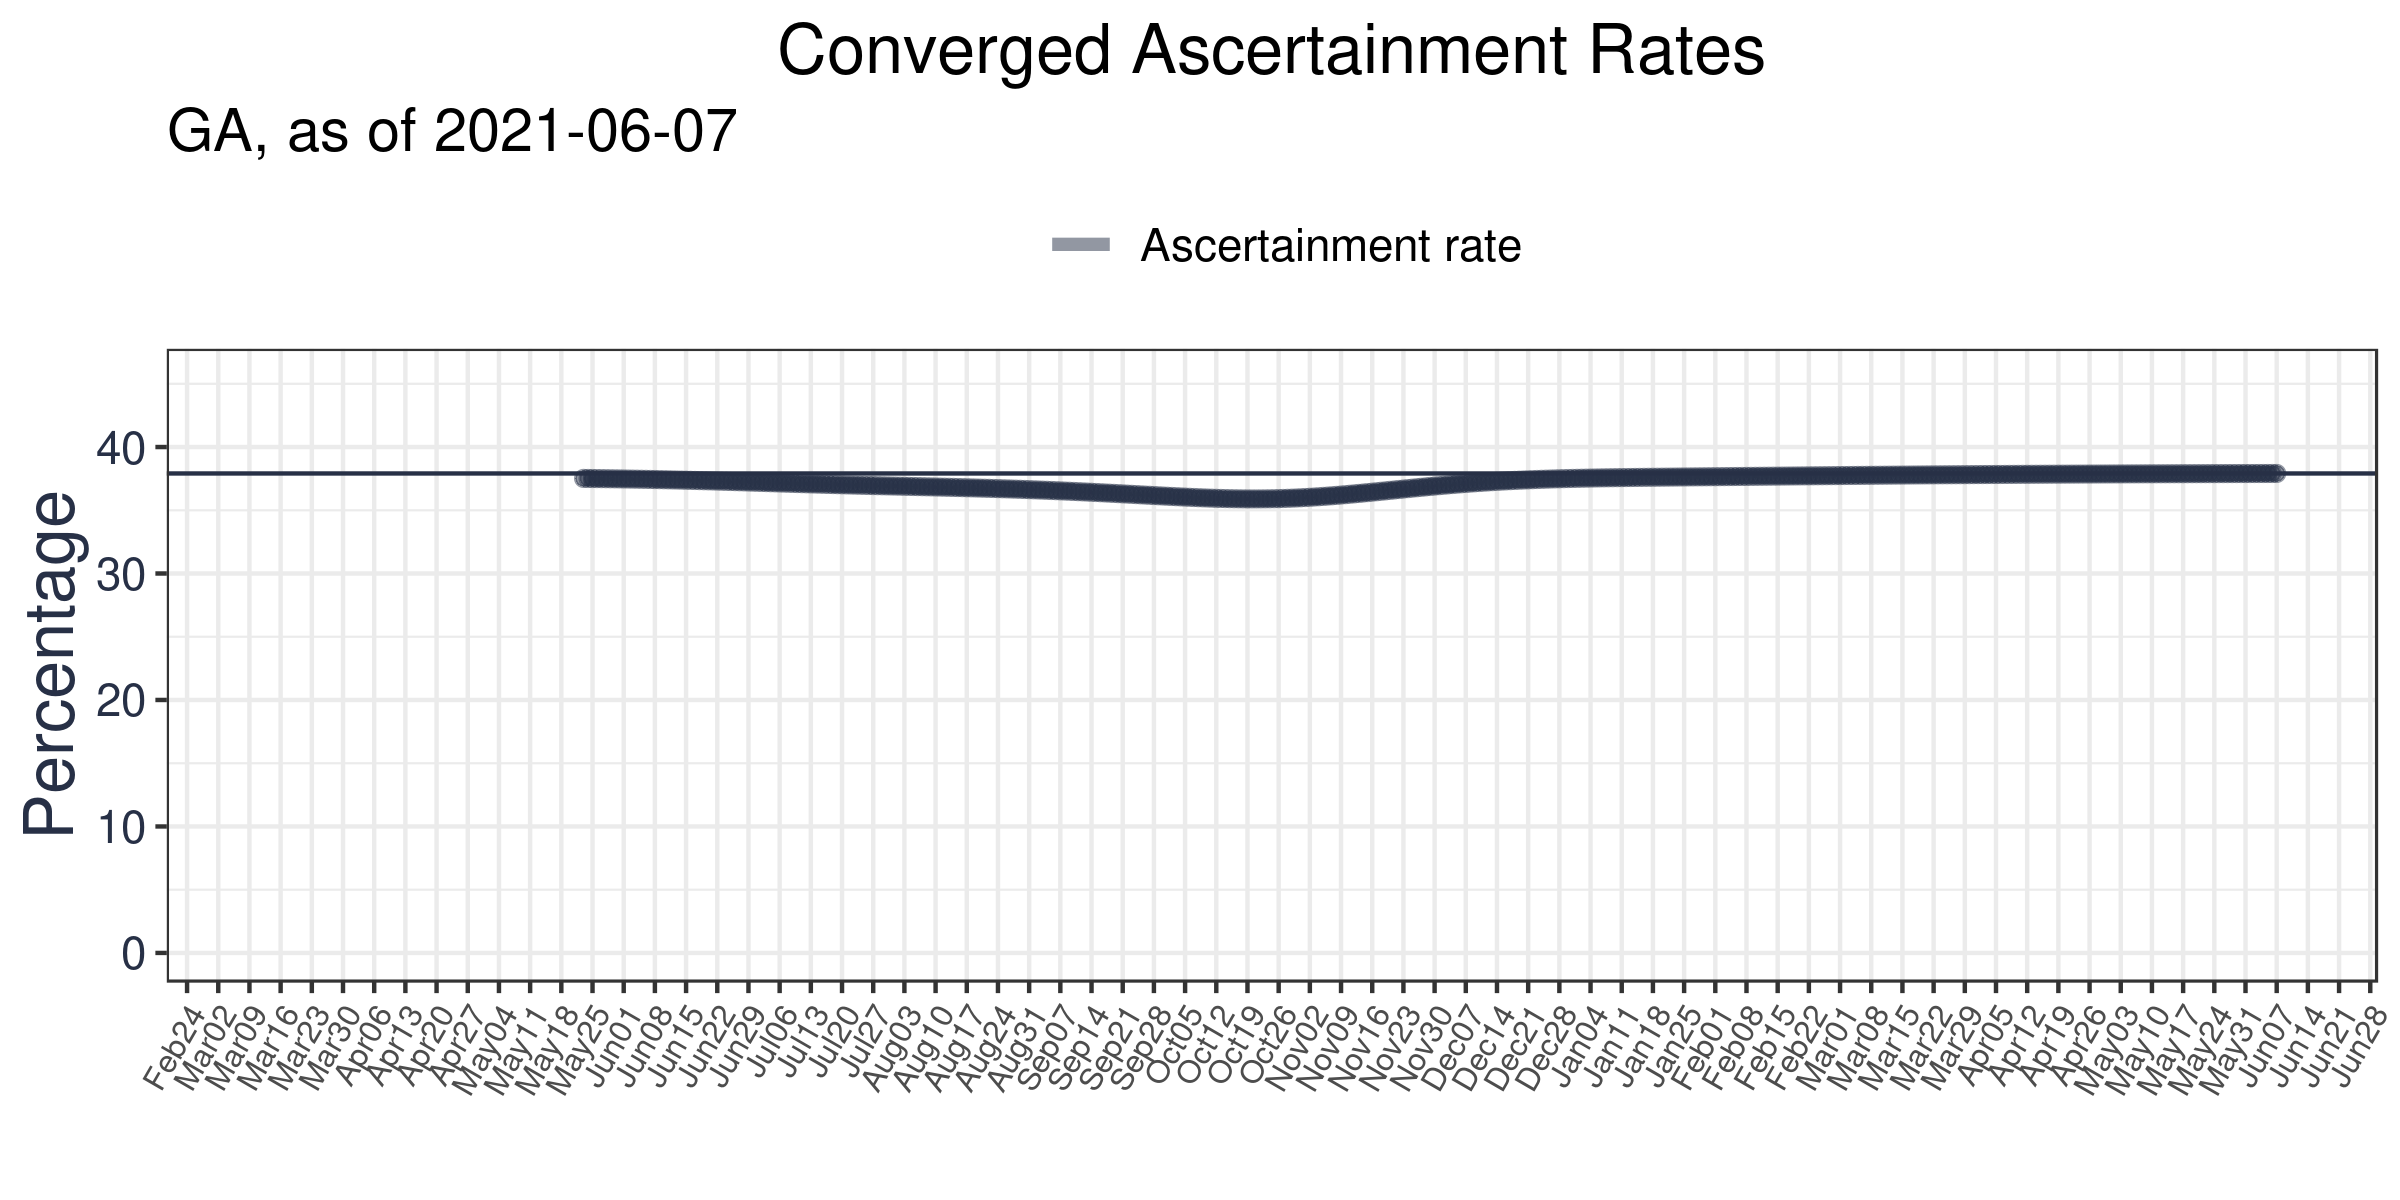 Converged Ascertainment Rates
GA, as of 2021-06-07
Ascertainment rate
Percentage
40
30
20
10
0
Feb24
Mar02
Mar09
Mar16
Mar23
Mar30
Apr06
Apr13
Apr20
Apr27
May04
May11
May18
May25
Jun01
Jun08
Jun15
Jun22
Jun29
Jul06
Jul13
Jul20
Jul27
Aug03
Aug10
Aug17
Aug24
Aug31
Sep07
Sep14
Sep21
Sep28
Oct05
Oct12
Oct19
Oct26
Nov02
Nov09
Nov16
Nov23
Nov30
Dec07
Dec14
Dec21
Dec28
Jan04
Jan11
Jan18
Jan25
Feb01
Feb08
Feb15
Feb22
Mar01
Mar08
Mar15
Mar22
Mar29
Apr05
Apr12
Apr19
Apr26
May03
May10
May17
May24
May31
Jun07
Jun14
Jun21
Jun28